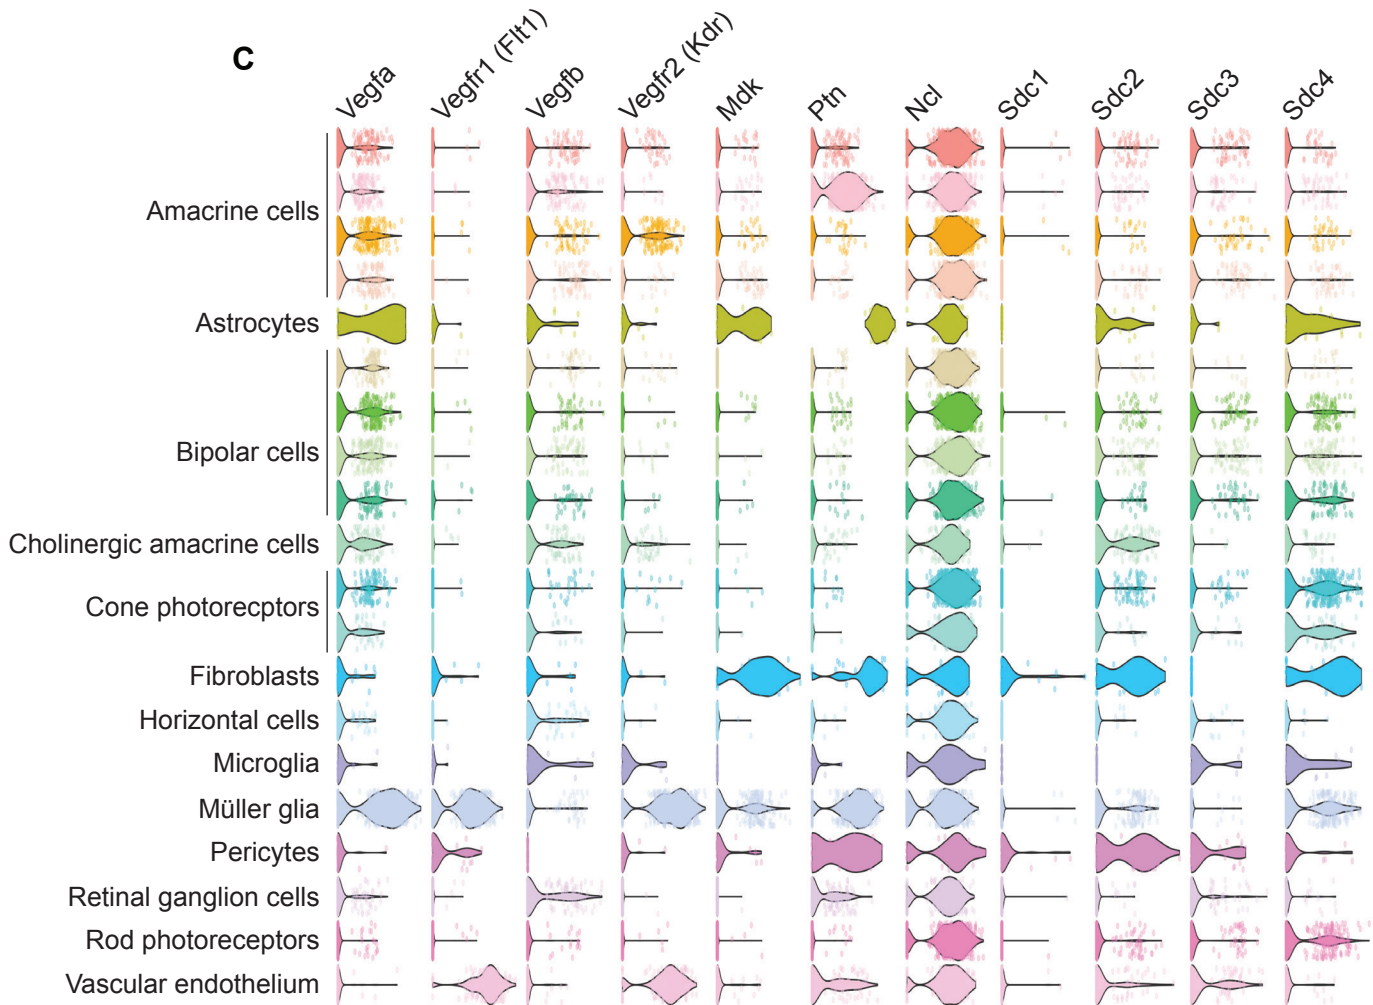 C
Vegfa
Vegfr1 (Flt1)
Vegfb
Vegfr2 (Kdr)
Mdk
Ptn
Ncl
Sdc1
Sdc2
Sdc3
Sdc4
Amacrine cells
Astrocytes
Bipolar cells
Cholinergic amacrine cells
Cone photorecptors
Fibroblasts
Horizontal cells
Microglia
Müller glia
Pericytes
Retinal ganglion cells
Rod photoreceptors
Vascular endothelium